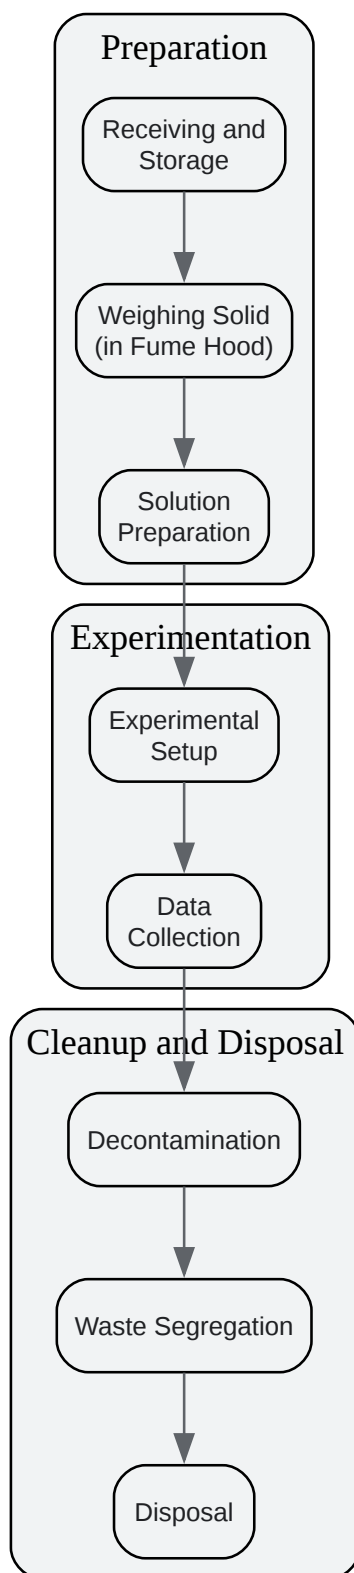 Preparation
Receiving and
Storage
Weighing Solid
(in Fume Hood)
Solution
Preparation
Experimentation
Experimental
Setup
Data
Collection
Cleanup and Disposal
Decontamination
Waste Segregation
Disposal